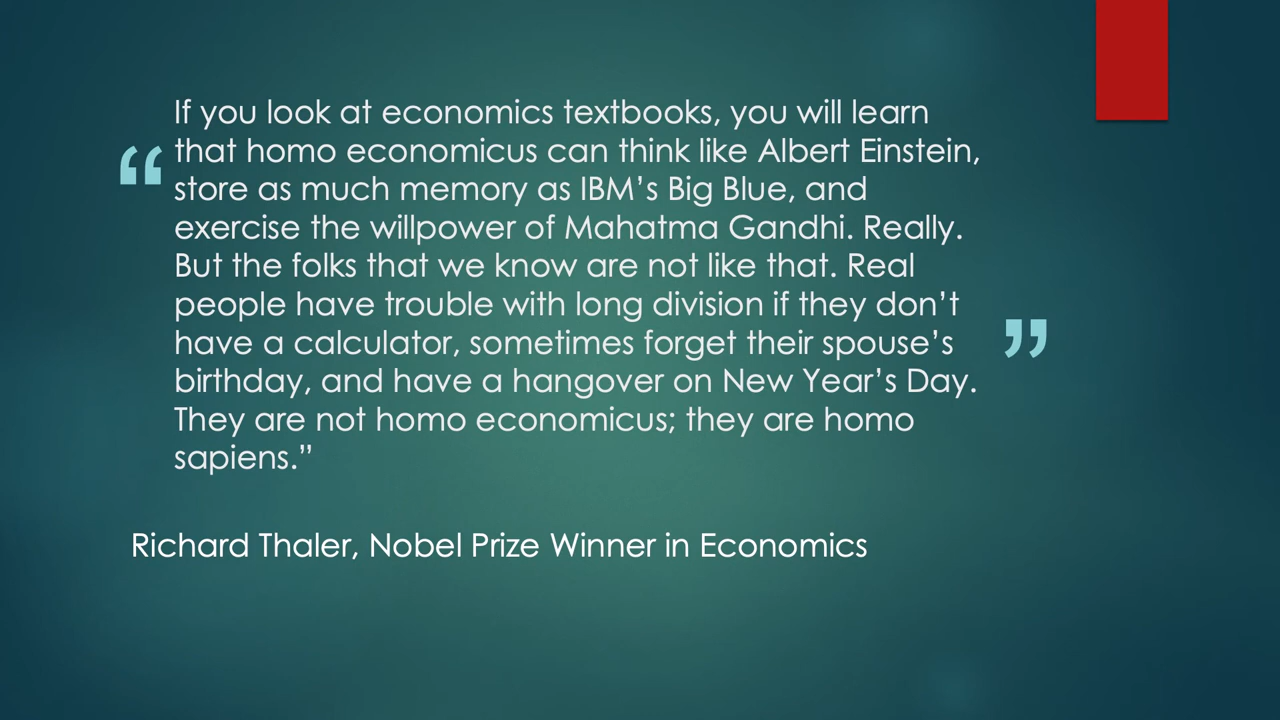 If you look at economics textbooks, you will learn
“ that homo economicus can think like Albert Einstein,
store as much memory as IBM’s Big Blue, and
exercise the willpower of Mahatma Gandhi. Really.
But the folks that we know are not like that. Real
people have trouble with long division if they don’t
have a calculator, sometimes forget their spouse’s ”
birthday, and have a hangover on New Year’s Day.
They are not homo economicus; they are homo
sapiens.”
Richard Thaler, Nobel Prize Winner in Economics